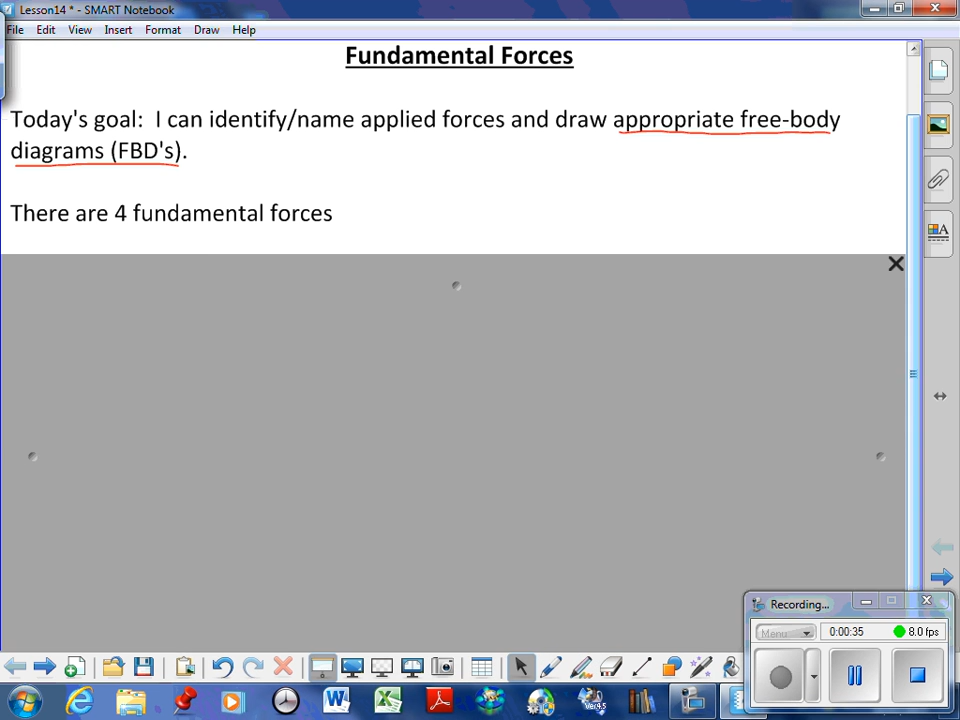 Lesson14 * - SMART Notebook
File Edit View Insert Format Draw Help
Fundamental Forces
Today's goal:  I can identify/name applied forces and draw appropriate free-body
diagrams (FBD's).
There are 4 fundamental forces
Recording...
Menu 0:00:35 8.0 fps
Ver4.5